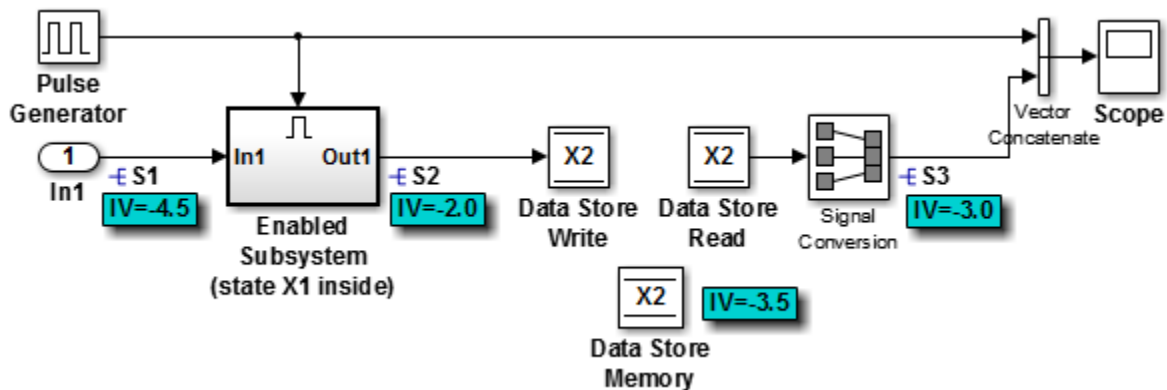 Pulse
Generator
1
In1
S1
IV=-4.5
In1
Out1
Enabled
Subsystem
(state X1 inside)
S2
IV=-2.0
X2
Data Store
Write
X2
Data Store
Read
Signal
Conversion
S3
IV=-3.0
Vector
Concatenate
Scope
X2
IV=-3.5
Data Store
Memory